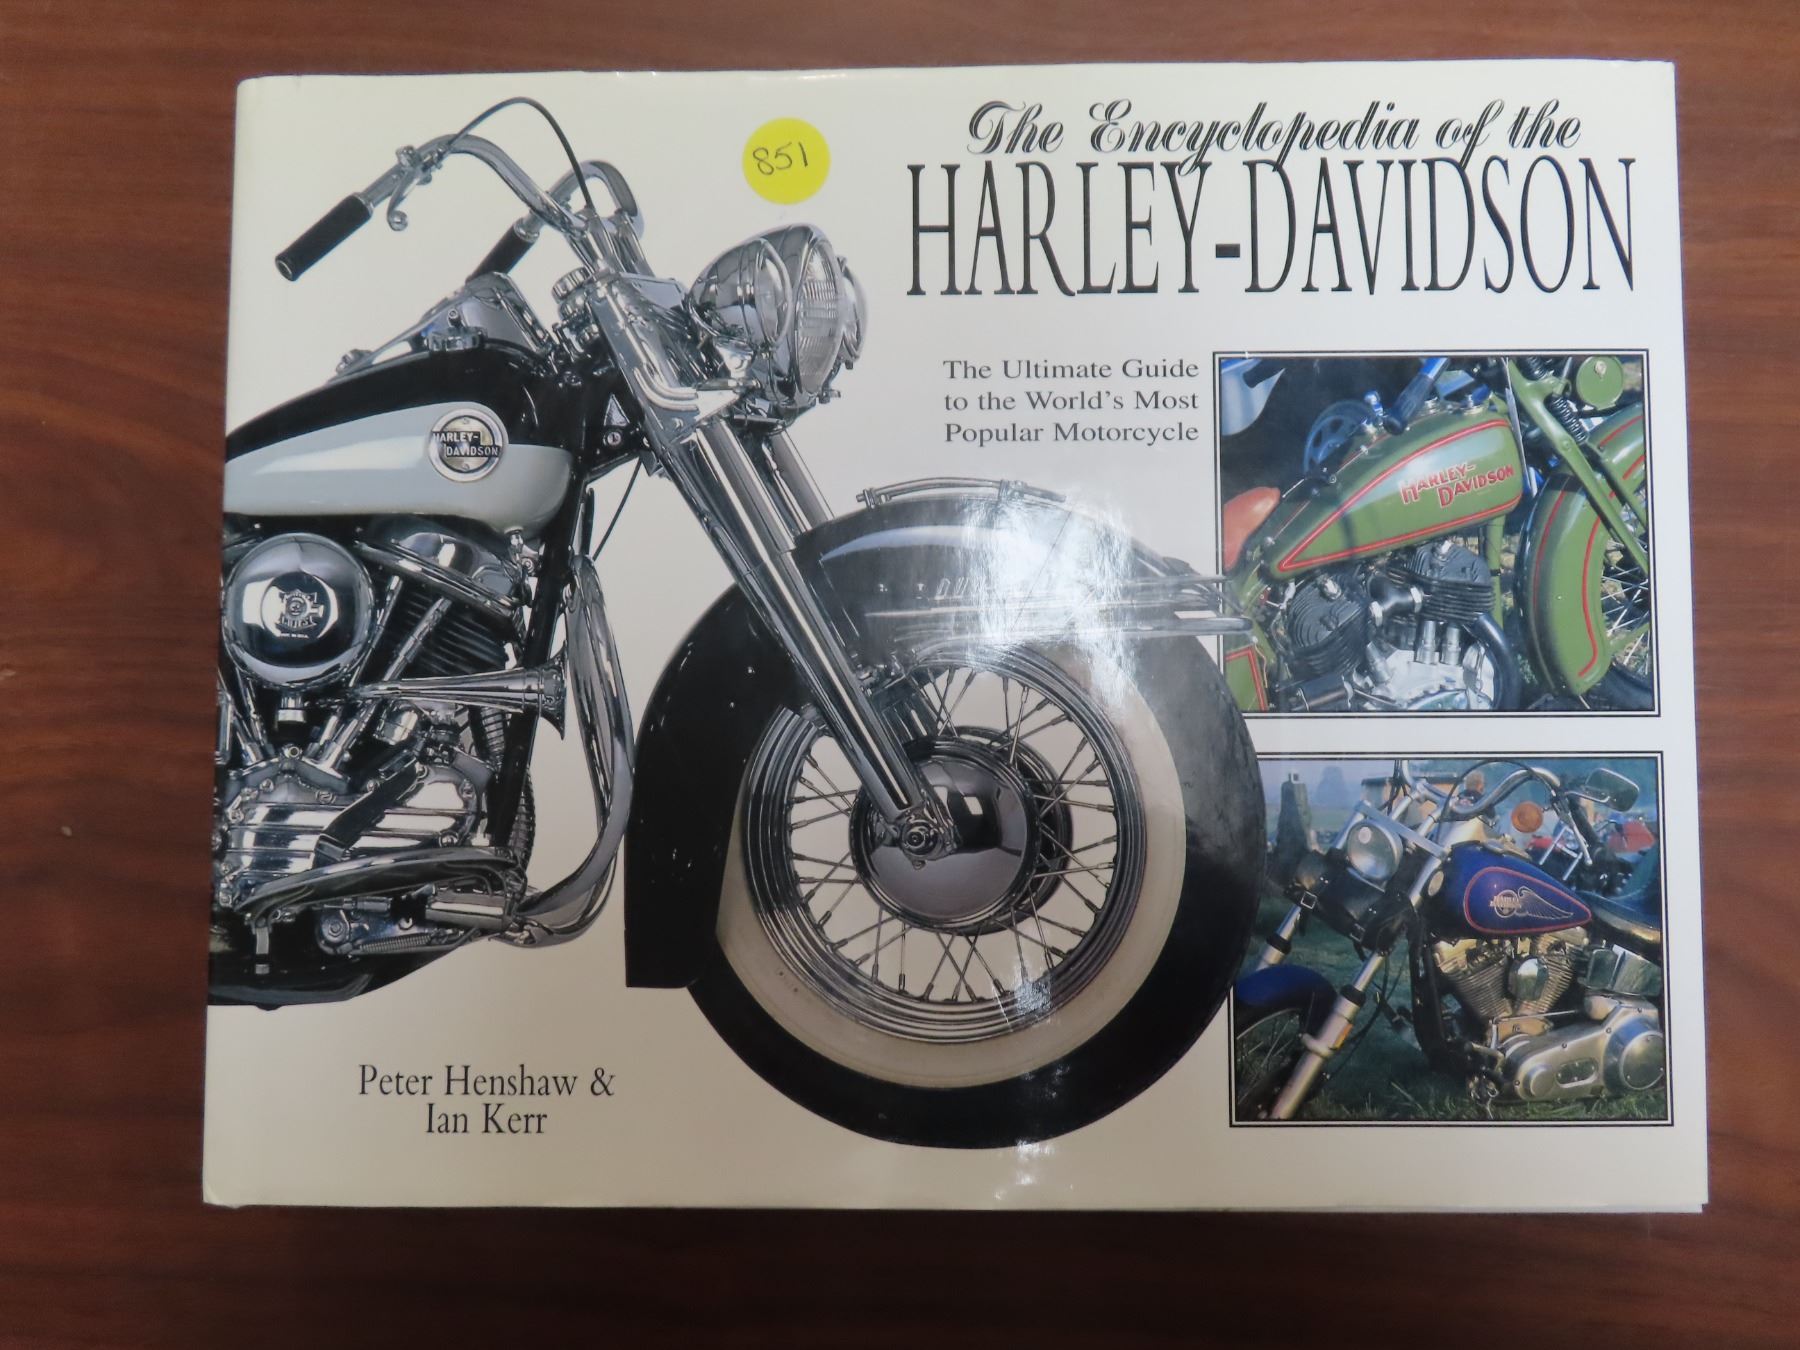 The Encyclopedia of the
HARLEY-DAVIDSON
851
The Ultimate Guide
to the World's Most
Popular Motorcycle
HARLEY-
DAVIDSON
HARLEY-
DAVIDSON
Peter Henshaw &
Ian Kerr